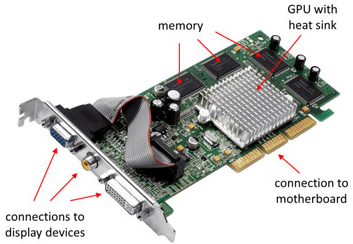 memory
GPU with
heat sink
connection to
motherboard
connections to
display devices